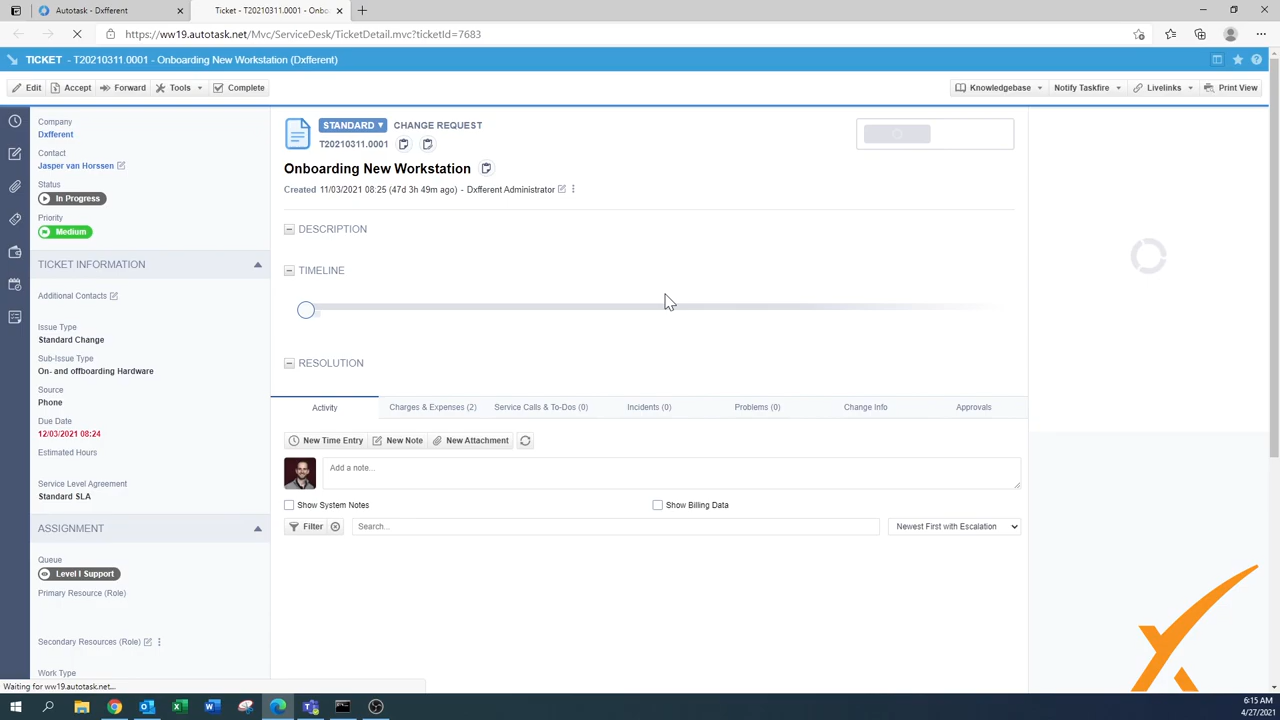 Autotask - Dxfferent
Ticket - T20210311.0001 - Onbo
https://ww19.autotask.net/Mvc/ServiceDesk/TicketDetail.mvc?ticketId=7683
TICKET - T20210311.0001 - Onboarding New Workstation (Dxfferent)
Edit Accept Forward Tools Complete
Knowledgebase Notify Taskfire Livelinks Print View
Company
Dxfferent
Contact
Jasper van Horssen
Status
In Progress
Priority
Medium
TICKET INFORMATION
Additional Contacts
Issue Type
Standard Change
Sub-Issue Type
On- and offboarding Hardware
Source
Phone
Due Date
12/03/2021 08:24
Estimated Hours
Service Level Agreement
Standard SLA
ASSIGNMENT
Queue
Level I Support
Primary Resource (Role)
Secondary Resources (Role)
Work Type
STANDARD CHANGE REQUEST
T20210311.0001
Onboarding New Workstation
Created 11/03/2021 08:25 (47d 3h 49m ago) - Dxfferent Administrator
DESCRIPTION
TIMELINE
RESOLUTION
Activity Charges & Expenses (2) Service Calls & To-Dos (0) Incidents (0) Problems (0) Change Info Approvals
New Time Entry New Note New Attachment
Add a note...
Show System Notes Show Billing Data
Filter Search... Newest First with Escalation
Waiting for ww19.autotask.net...
6:15 AM
4/27/2021